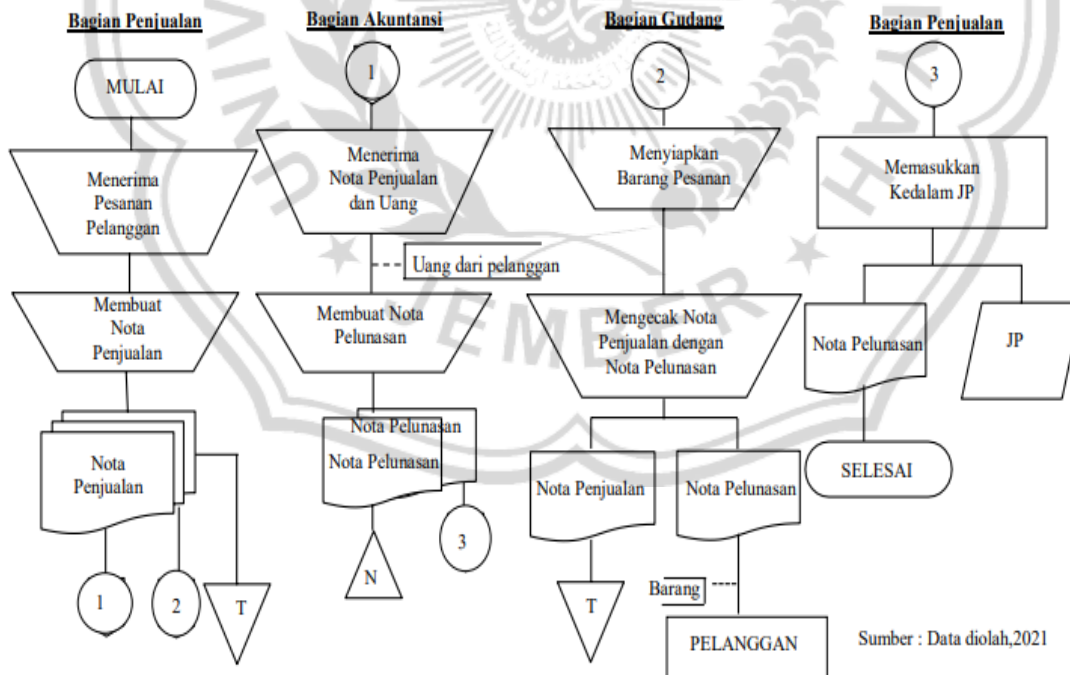 Bagian Penjualan
MULAI
Menerima
Pesanan
Pelanggan
Membuat
Nota
Penjualan
Nota
Penjualan
1
2
T
Bagian Akuntansi
1
Menerima
Nota Penjualan
dan Uang
Uang dari pelanggan
Membuat Nota
Pelunasan
Nota Pelunasan
Nota Pelunasan
N
3
Bagian Gudang
2
Menyiapkan
Barang Pesanan
Mengecak Nota
Penjualan dengan
Nota Pelunasan
Nota Penjualan
Nota Pelunasan
T
Barang
PELANGGAN
Bagian Penjualan
3
Memasukkan
Kedalam JP
Nota Pelunasan
JP
SELESAI
Sumber : Data diolah,2021
JEMBER